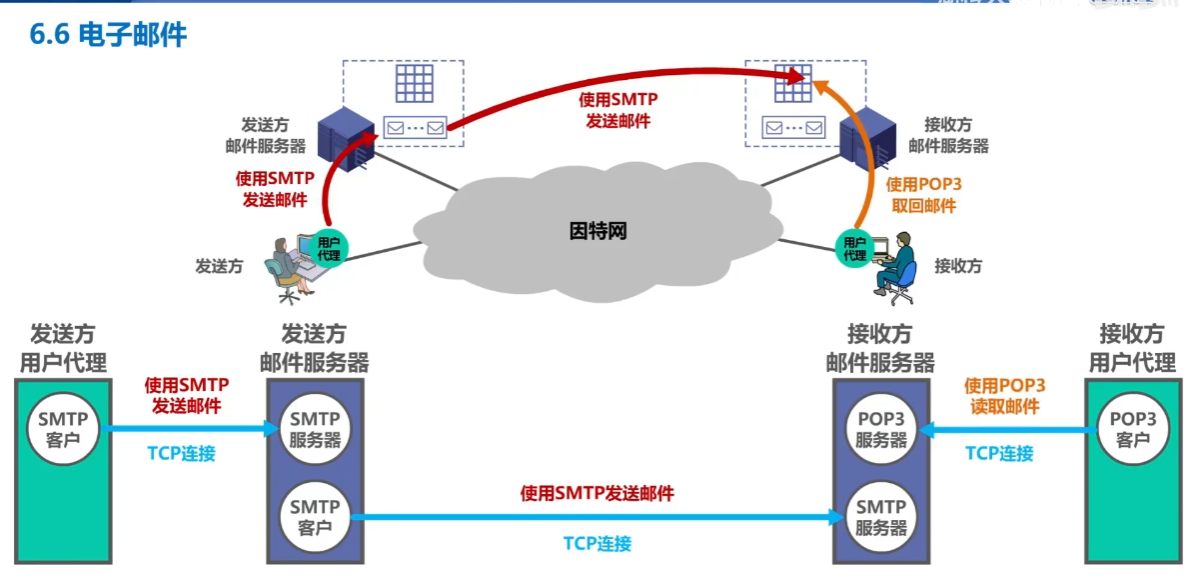 6.6 电子邮件
使用SMTP
发送邮件
发送方
邮件服务器
接收方
邮件服务器
使用SMTP
发送邮件
使用POP3
取回邮件
因特网
用户
代理
用户
代理
发送方
接收方
发送方
用户代理
发送方
邮件服务器
接收方
邮件服务器
接收方
用户代理
使用SMTP
发送邮件
使用POP3
读取邮件
SMTP
客户
SMTP
服务器
POP3
服务器
POP3
客户
TCP连接
TCP连接
使用SMTP发送邮件
SMTP
客户
SMTP
服务器
TCP连接